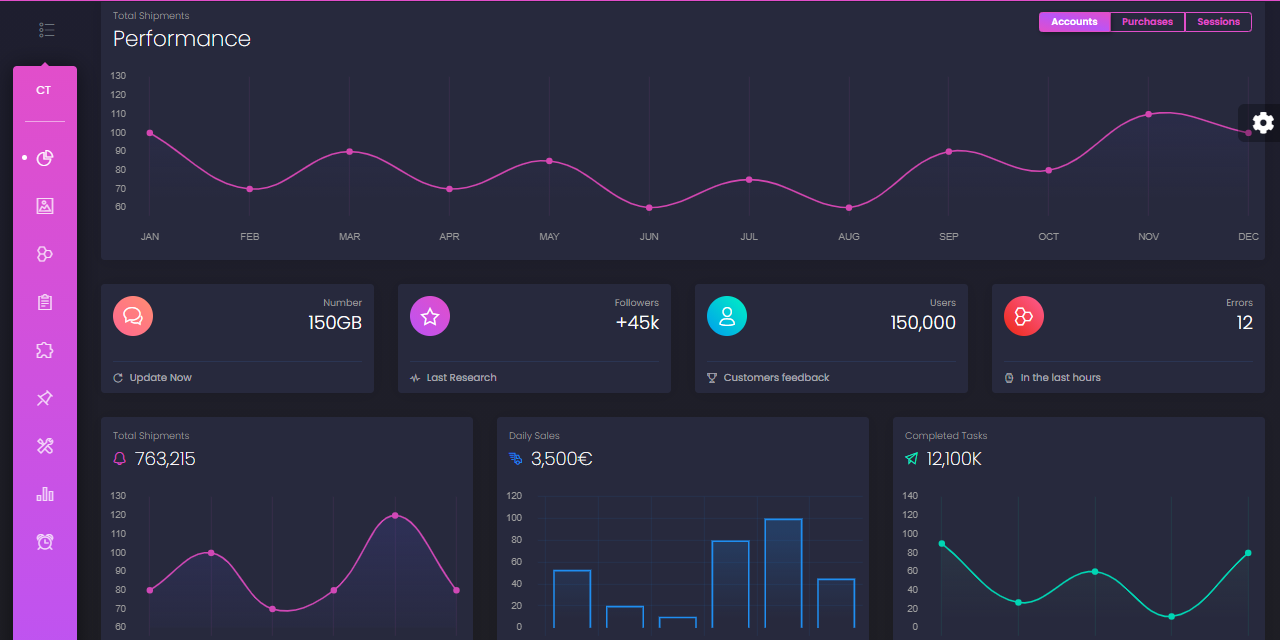 CT
Total Shipments
Performance
Accounts Purchases Sessions
130
120
110
100
90
80
70
60
JAN FEB MAR APR MAY JUN JUL AUG SEP OCT NOV DEC
Number
150GB
Update Now
Followers
+45k
Last Research
Users
150,000
Customers feedback
Errors
12
In the last hours
Total Shipments
763,215
130
120
110
100
90
80
70
60
Daily Sales
3,500€
120
100
80
60
40
20
0
Completed Tasks
12,100K
140
120
100
80
60
40
20
0